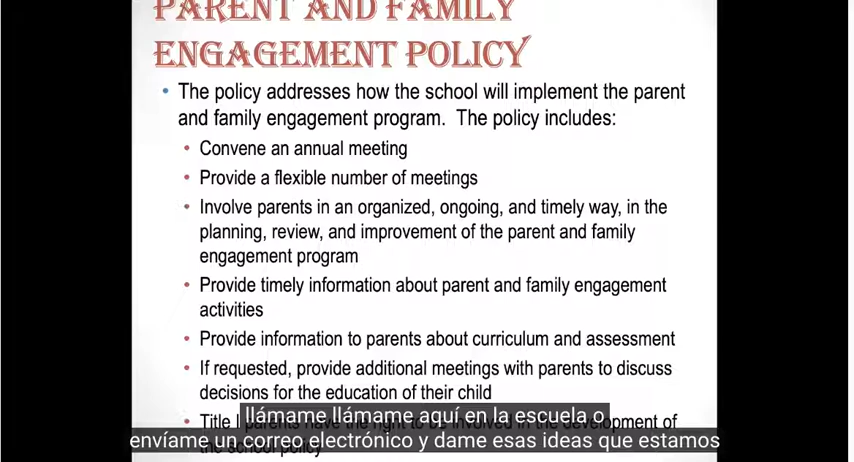 PARENT AND FAMILY
ENGAGEMENT POLICY
• The policy addresses how the school will implement the parent
and family engagement program. The policy includes:
• Convene an annual meeting
• Provide a flexible number of meetings
• Involve parents in an organized, ongoing, and timely way, in the
planning, review, and improvement of the parent and family
engagement program
• Provide timely information about parent and family engagement
activities
• Provide information to parents about curriculum and assessment
• If requested, provide additional meetings with parents to discuss
decisions for the education of their child
• Title I parents have the right to be involved in the development of
the school policy
llámame llámame aquí en la escuela o
envíame un correo electrónico y dame esas ideas que estamos